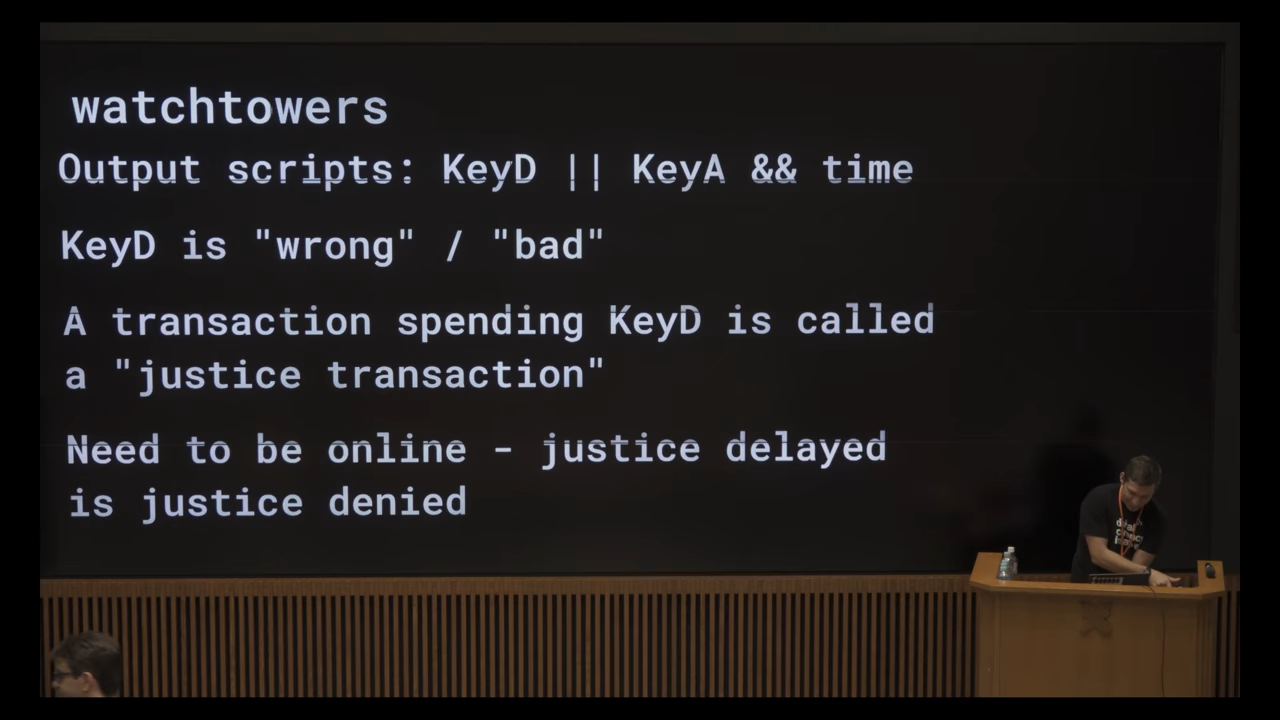 watchtowers
Output scripts: KeyD || KeyA && time
KeyD is "wrong" / "bad"
A transaction spending KeyD is called
a "justice transaction"
Need to be online - justice delayed
is justice denied